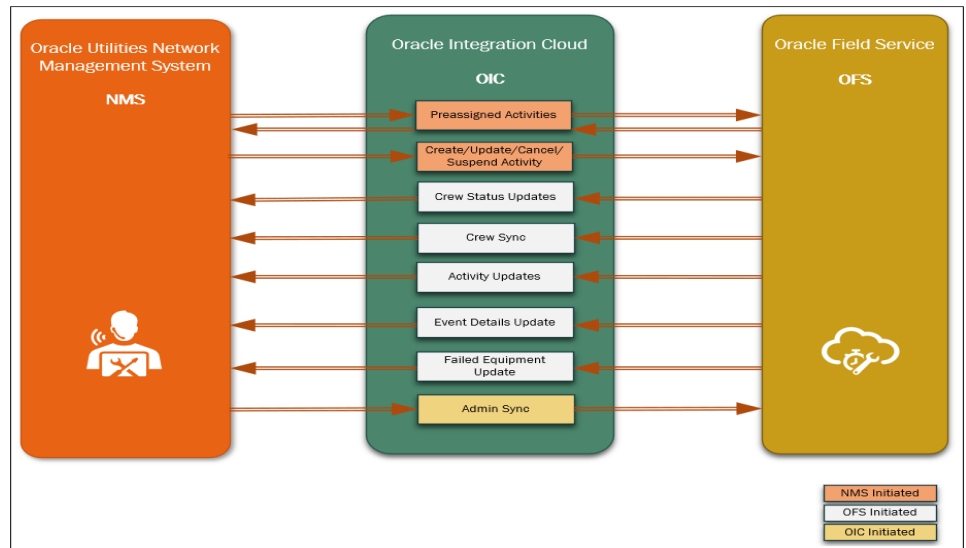 Oracle Utilities Network
Management System
NMS
Oracle Integration Cloud
OIC
Oracle Field Service
OFS
Preassigned Activities
Create/Update/Cancel/
Suspend Activity
Crew Status Updates
Crew Sync
Activity Updates
Event Details Update
Failed Equipment
Update
Admin Sync
NMS Initiated
OFS Initiated
OIC Initiated